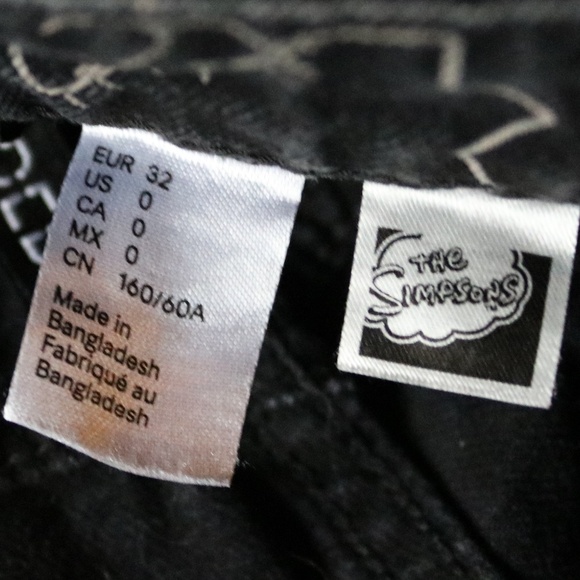 EUR 32
US 0
CA 0
MX 0
CN 160/60A
Made in
Bangladesh
Fabriqué au
Bangladesh
THE
SIMPSONS